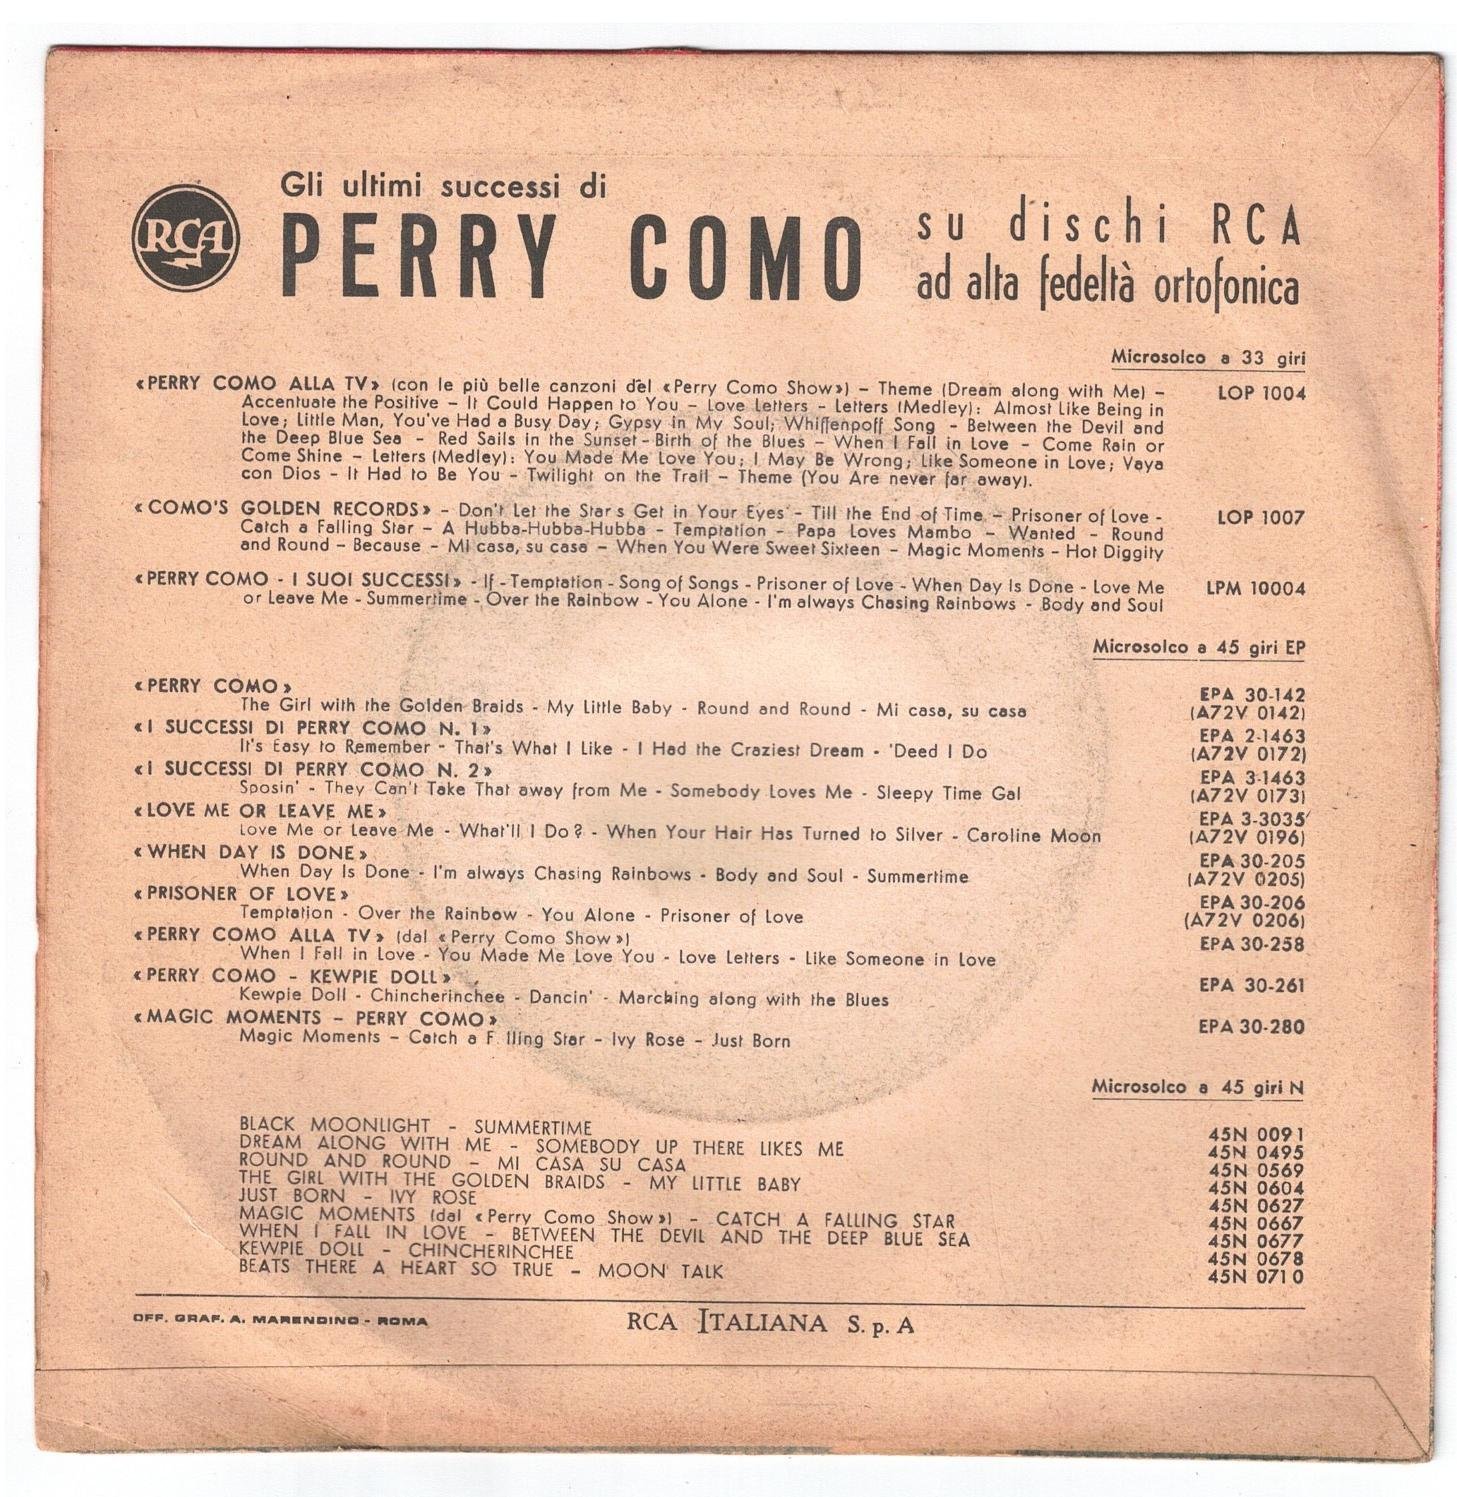 RCA
Gli ultimi successi di
PERRY COMO
su dischi RCA
ad alta fedeltà ortofonica
Microsolco a 33 giri
«PERRY COMO ALLA TV» (con le più belle canzoni del «Perry Como Show») – Theme (Dream along with Me) – LOP 1004
Accentuate the Positive – It Could Happen to You – Love Letters – Letters (Medley): Almost Like Being in
Love; Little Man, You've Had a Busy Day; Gypsy in My Soul; Whiffenpoff Song - Between the Devil and
the Deep Blue Sea - Red Sails in the Sunset - Birth of the Blues – When I Fall in Love - Come Rain or
Come Shine – Letters (Medley): You Made Me Love You; I May Be Wrong; Like Someone in Love; Vaya
con Dios - It Had to Be You - Twilight on the Trail – Theme (You Are never far away).
«COMO'S GOLDEN RECORDS» - Don't Let the Stars Get in Your Eyes - Till the End of Time - Prisoner of Love - LOP 1007
Catch a Falling Star – A Hubba-Hubba-Hubba - Temptation - Papa Loves Mambo - Wanted - Round
and Round – Because - Mi casa, su casa – When You Were Sweet Sixteen - Magic Moments - Hot Diggity
«PERRY COMO - I SUOI SUCCESSI» - If - Temptation - Song of Songs - Prisoner of Love - When Day Is Done - Love Me LPM 10004
or Leave Me - Summertime - Over the Rainbow - You Alone - I'm always Chasing Rainbows - Body and Soul
Microsolco a 45 giri EP
«PERRY COMO» EPA 30-142
The Girl with the Golden Braids - My Little Baby - Round and Round - Mi casa, su casa (A72V 0142)
«I SUCCESSI DI PERRY COMO N. 1» EPA 2-1463
It's Easy to Remember - That's What I Like - I Had the Craziest Dream - 'Deed I Do (A72V 0172)
«I SUCCESSI DI PERRY COMO N. 2» EPA 3-1463
Sposin' - They Can't Take That away from Me - Somebody Loves Me - Sleepy Time Gal (A72V 0173)
«LOVE ME OR LEAVE ME» EPA 3-3035
Love Me or Leave Me - What'll I Do? - When Your Hair Has Turned to Silver - Caroline Moon (A72V 0196)
«WHEN DAY IS DONE» EPA 30-205
When Day Is Done - I'm always Chasing Rainbows - Body and Soul - Summertime (A72V 0205)
«PRISONER OF LOVE» EPA 30-206
Temptation - Over the Rainbow - You Alone - Prisoner of Love (A72V 0206)
«PERRY COMO ALLA TV» (dal «Perry Como Show») EPA 30-258
When I Fall in Love - You Made Me Love You - Love Letters - Like Someone in Love
«PERRY COMO – KEWPIE DOLL» EPA 30-261
Kewpie Doll - Chincherinchee - Dancin' - Marching along with the Blues
«MAGIC MOMENTS – PERRY COMO» EPA 30-280
Magic Moments – Catch a F lling Star – Ivy Rose – Just Born
Microsolco a 45 giri N
BLACK MOONLIGHT - SUMMERTIME 45N 0091
DREAM ALONG WITH ME - SOMEBODY UP THERE LIKES ME 45N 0495
ROUND AND ROUND – MI CASA SU CASA 45N 0569
THE GIRL WITH THE GOLDEN BRAIDS - MY LITTLE BABY 45N 0604
JUST BORN – IVY ROSE 45N 0627
MAGIC MOMENTS (dal «Perry Como Show») - CATCH A FALLING STAR 45N 0667
WHEN I FALL IN LOVE - BETWEEN THE DEVIL AND THE DEEP BLUE SEA 45N 0677
KEWPIE DOLL – CHINCHERINCHEE 45N 0678
BEATS THERE A HEART SO TRUE – MOON TALK 45N 0710
OFF. GRAF. A. MARENDINO - ROMA
RCA ITALIANA S. p. A